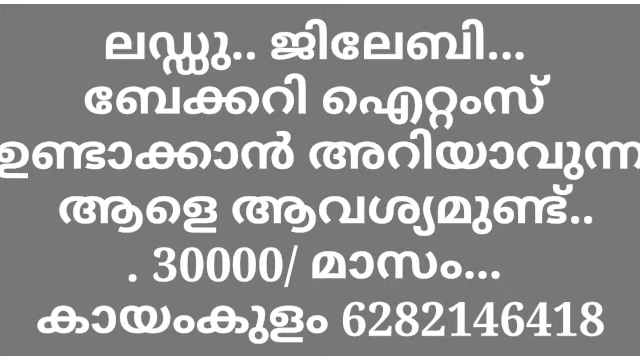 ലഡ്ഡു.. ജിലേബി...
ബേക്കറി ഐറ്റംസ്
ഉണ്ടാക്കാൻ അറിയാവുന്ന
ആളെ ആവശ്യമുണ്ട്..
. 30000/ മാസം...
കായംകുളം 6282146418